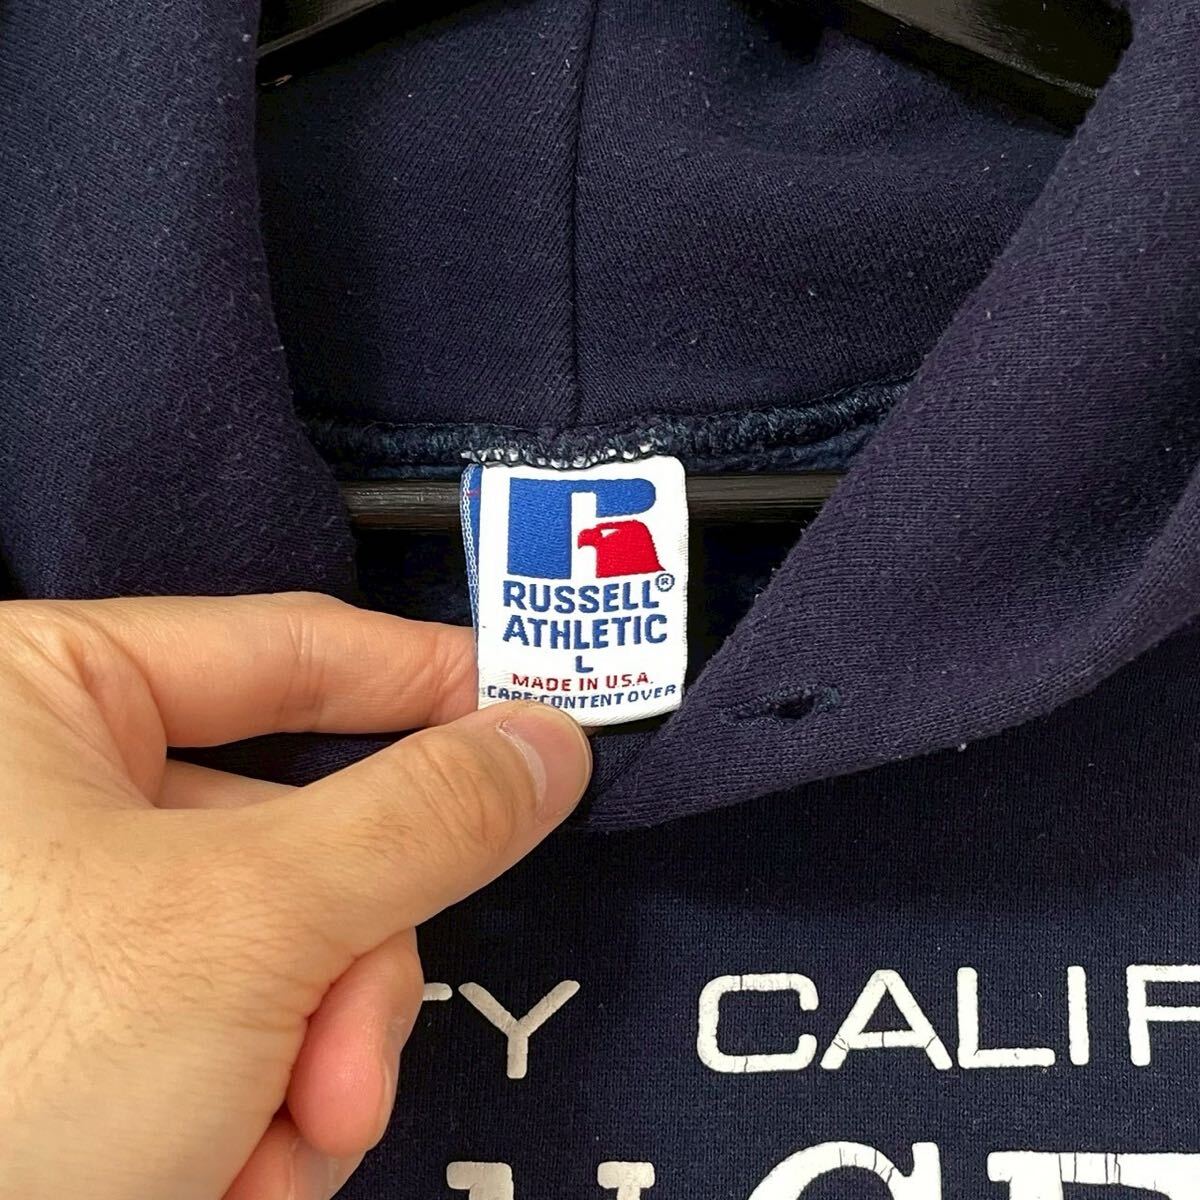 RUSSELL®
ATHLETIC
L
MADE IN U.S.A.
CARE·CONTENT OVER
TY CALIF